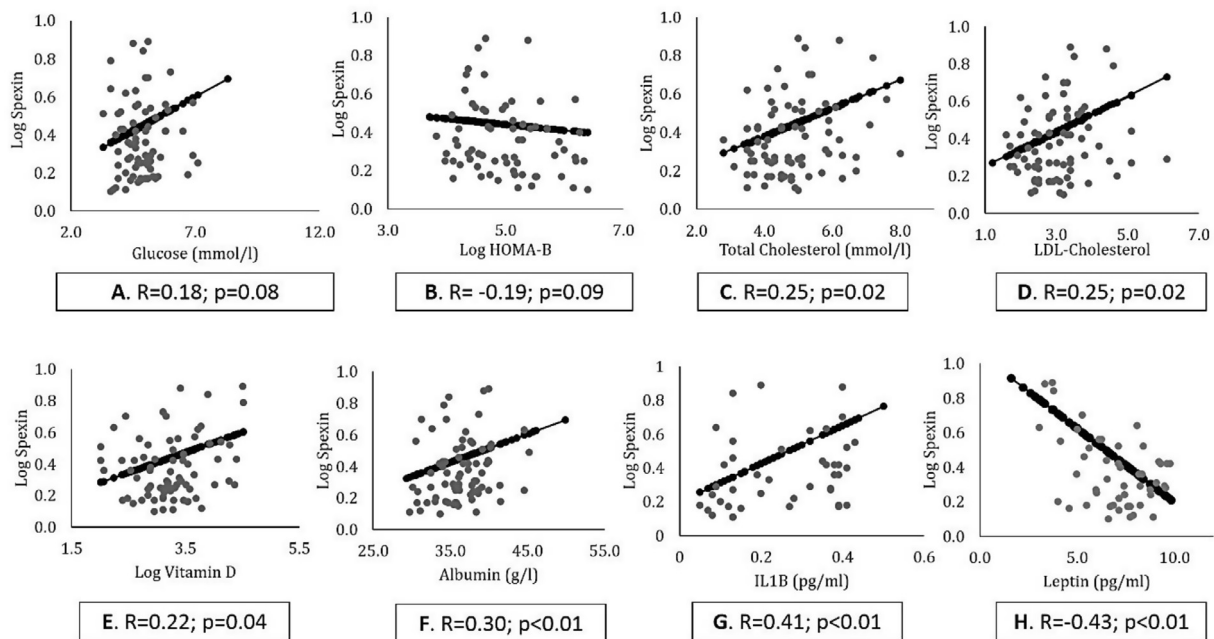 Log Spexin
1.0
0.8
0.6
0.4
0.2
0.0
2.0 7.0 12.0
Glucose (mmol/l)
A. R=0.18; p=0.08
Log Spexin
1.0
0.8
0.6
0.4
0.2
0.0
3.0 5.0 7.0
Log HOMA-B
B. R= -0.19; p=0.09
Log Spexin
1.0
0.8
0.6
0.4
0.2
0.0
2.0 4.0 6.0 8.0
Total Cholesterol (mmol/l)
C. R=0.25; p=0.02
Log Spexin
1.0
0.8
0.6
0.4
0.2
0.0
1.0 3.0 5.0 7.0
LDL-Cholesterol
D. R=0.25; p=0.02
Log Spexin
1.0
0.8
0.6
0.4
0.2
0.0
1.5 3.5 5.5
Log Vitamin D
E. R=0.22; p=0.04
Log Spexin
1.0
0.8
0.6
0.4
0.2
0.0
25.0 35.0 45.0 55.0
Albumin (g/l)
F. R=0.30; p<0.01
Log Spexin
1.0
0.8
0.6
0.4
0.2
0.0
0 0.2 0.4 0.6
IL1B (pg/ml)
G. R=0.41; p<0.01
Log Spexin
1.0
0.8
0.6
0.4
0.2
0.0
0.0 5.0 10.0
Leptin (pg/ml)
H. R=-0.43; p<0.01